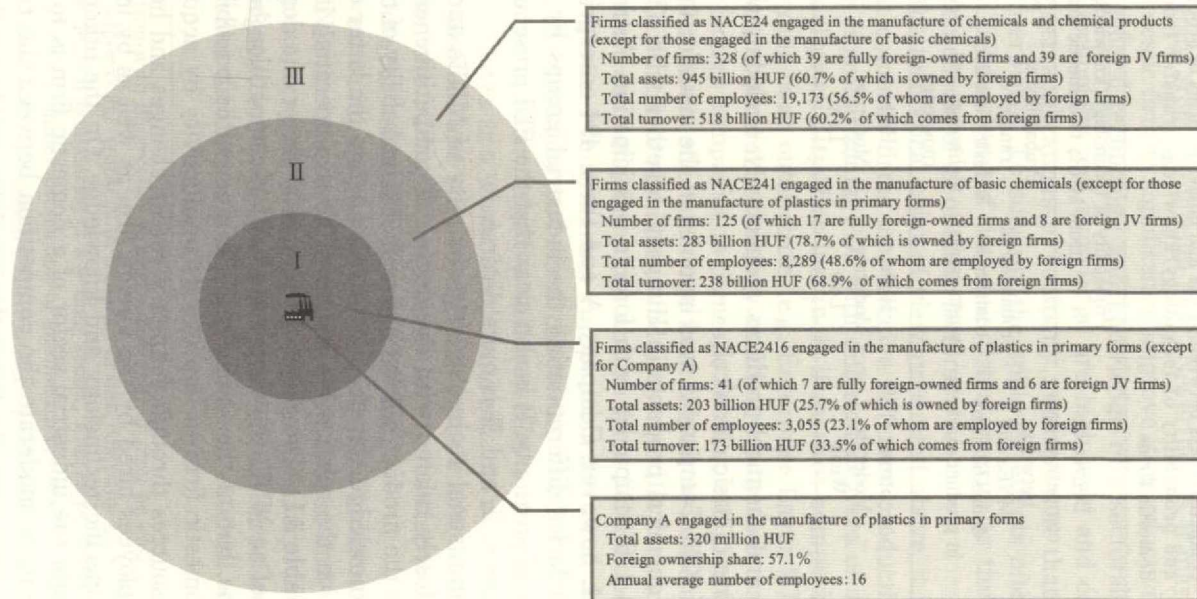 III
II
I
Firms classified as NACE24 engaged in the manufacture of chemicals and chemical products
(except for those engaged in the manufacture of basic chemicals)
Number of firms: 328 (of which 39 are fully foreign-owned firms and 39 are foreign JV firms)
Total assets: 945 billion HUF (60.7% of which is owned by foreign firms)
Total number of employees: 19,173 (56.5% of whom are employed by foreign firms)
Total turnover: 518 billion HUF (60.2% of which comes from foreign firms)
Firms classified as NACE241 engaged in the manufacture of basic chemicals (except for those
engaged in the manufacture of plastics in primary forms)
Number of firms: 125 (of which 17 are fully foreign-owned firms and 8 are foreign JV firms)
Total assets: 283 billion HUF (78.7% of which is owned by foreign firms)
Total number of employees: 8,289 (48.6% of whom are employed by foreign firms)
Total turnover: 238 billion HUF (68.9% of which comes from foreign firms)
Firms classified as NACE2416 engaged in the manufacture of plastics in primary forms (except
for Company A)
Number of firms: 41 (of which 7 are fully foreign-owned firms and 6 are foreign JV firms)
Total assets: 203 billion HUF (25.7% of which is owned by foreign firms)
Total number of employees: 3,055 (23.1% of whom are employed by foreign firms)
Total turnover: 173 billion HUF (33.5% of which comes from foreign firms)
Company A engaged in the manufacture of plastics in primary forms
Total assets: 320 million HUF
Foreign ownership share: 57.1%
Annual average number of employees: 16